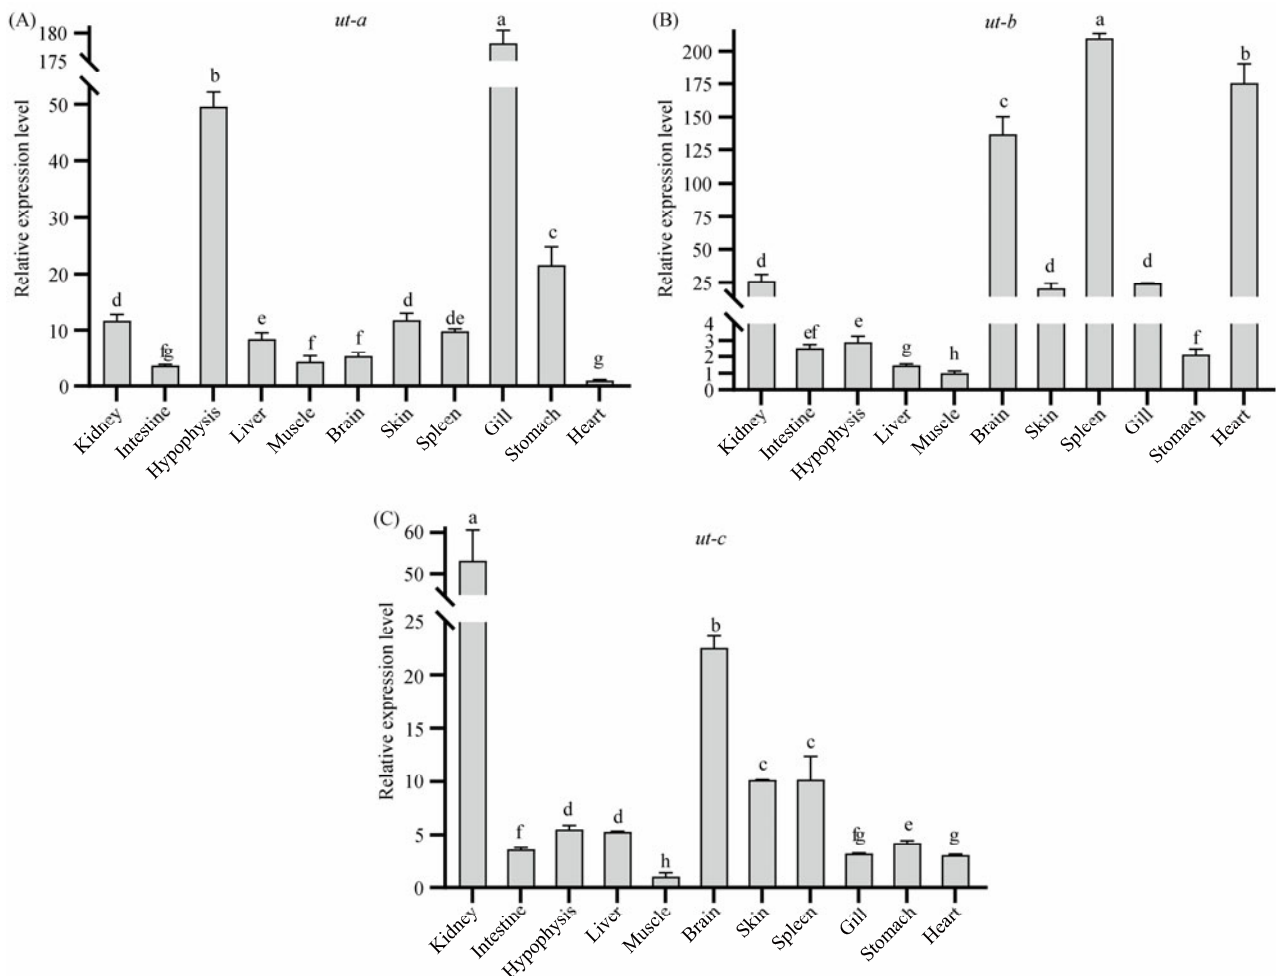 (A)
ut-a
Relative expression level
180
175
50
40
30
20
10
0
a
b
c
d
fg
e
f
f
d
de
g
Kidney
Intestine
Hypophysis
Liver
Muscle
Brain
Skin
Spleen
Gill
Stomach
Heart
(B)
ut-b
Relative expression level
200
175
150
125
100
75
50
25
4
3
2
1
0
d
ef
e
g
h
c
d
a
d
f
b
Kidney
Intestine
Hypophysis
Liver
Muscle
Brain
Skin
Spleen
Gill
Stomach
Heart
(C)
ut-c
Relative expression level
60
50
25
20
15
10
5
0
a
f
d
d
h
b
c
c
fg
e
g
Kidney
Intestine
Hypophysis
Liver
Muscle
Brain
Skin
Spleen
Gill
Stomach
Heart